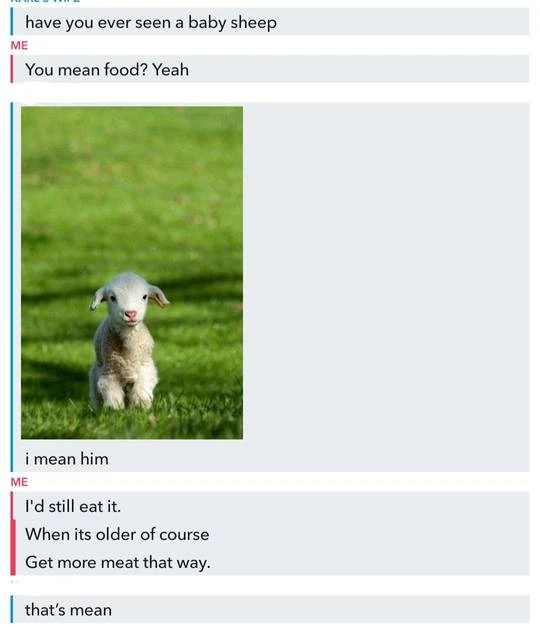 have you ever seen a baby sheep
ME
You mean food? Yeah
i mean him
ME
I'd still eat it.
When its older of course
Get more meat that way.
that's mean